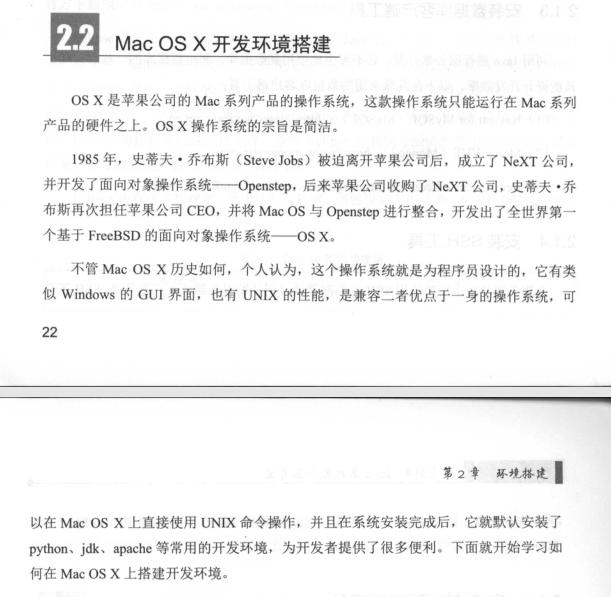 2.2 Mac OS X 开发环境搭建
OS X 是苹果公司的 Mac 系列产品的操作系统，这款操作系统只能运行在 Mac 系列
产品的硬件之上。OS X 操作系统的宗旨是简洁。
1985 年，史蒂夫·乔布斯（Steve Jobs）被迫离开苹果公司后，成立了 NeXT 公司，
并开发了面向对象操作系统——Openstep，后来苹果公司收购了 NeXT 公司，史蒂夫·乔
布斯再次担任苹果公司 CEO，并将 Mac OS 与 Openstep 进行整合，开发出了全世界第一
个基于 FreeBSD 的面向对象操作系统——OS X。
不管 Mac OS X 历史如何，个人认为，这个操作系统就是为程序员设计的，它有类
似 Windows 的 GUI 界面，也有 UNIX 的性能，是兼容二者优点于一身的操作系统，可
22
第 2 章 环境搭建
以在 Mac OS X 上直接使用 UNIX 命令操作，并且在系统安装完成后，它就默认安装了
python、jdk、apache 等常用的开发环境，为开发者提供了很多便利。下面就开始学习如
何在 Mac OS X 上搭建开发环境。